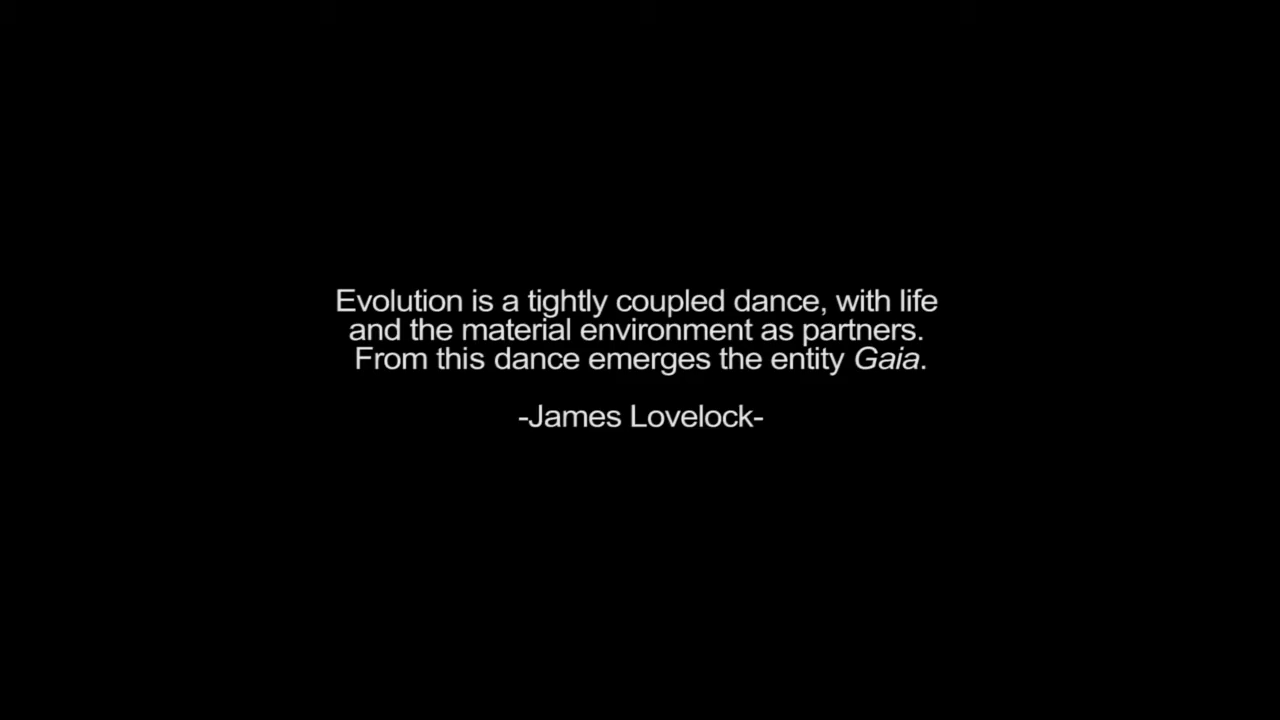 Evolution is a tightly coupled dance, with life
and the material environment as partners.
From this dance emerges the entity Gaia.
-James Lovelock-